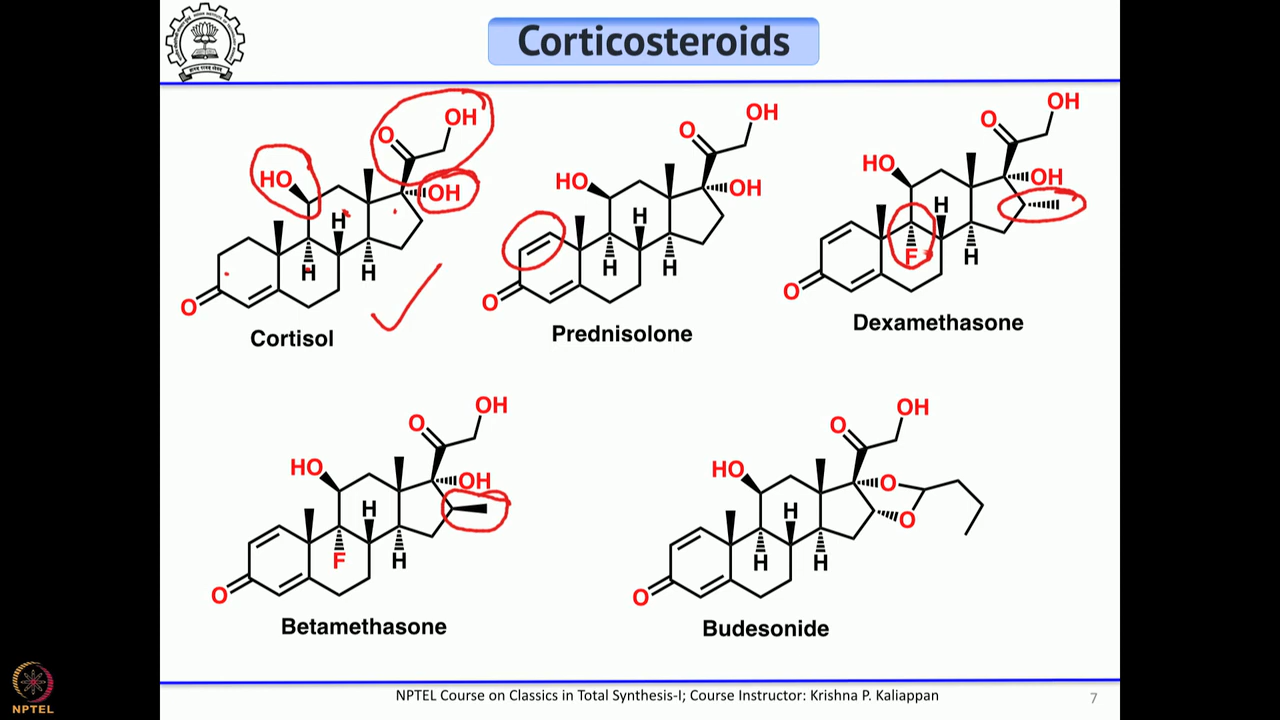 Corticosteroids
O
OH
HO
OH
H
H
H
O
Cortisol
O
OH
HO
OH
H
H
H
O
Prednisolone
O
OH
HO
OH
H
F
H
O
Dexamethasone
O
OH
HO
OH
H
F
H
O
Betamethasone
O
OH
HO
O
O
H
H
H
O
Budesonide
NPTEL Course on Classics in Total Synthesis-I; Course Instructor: Krishna P. Kaliappan
7
NPTEL